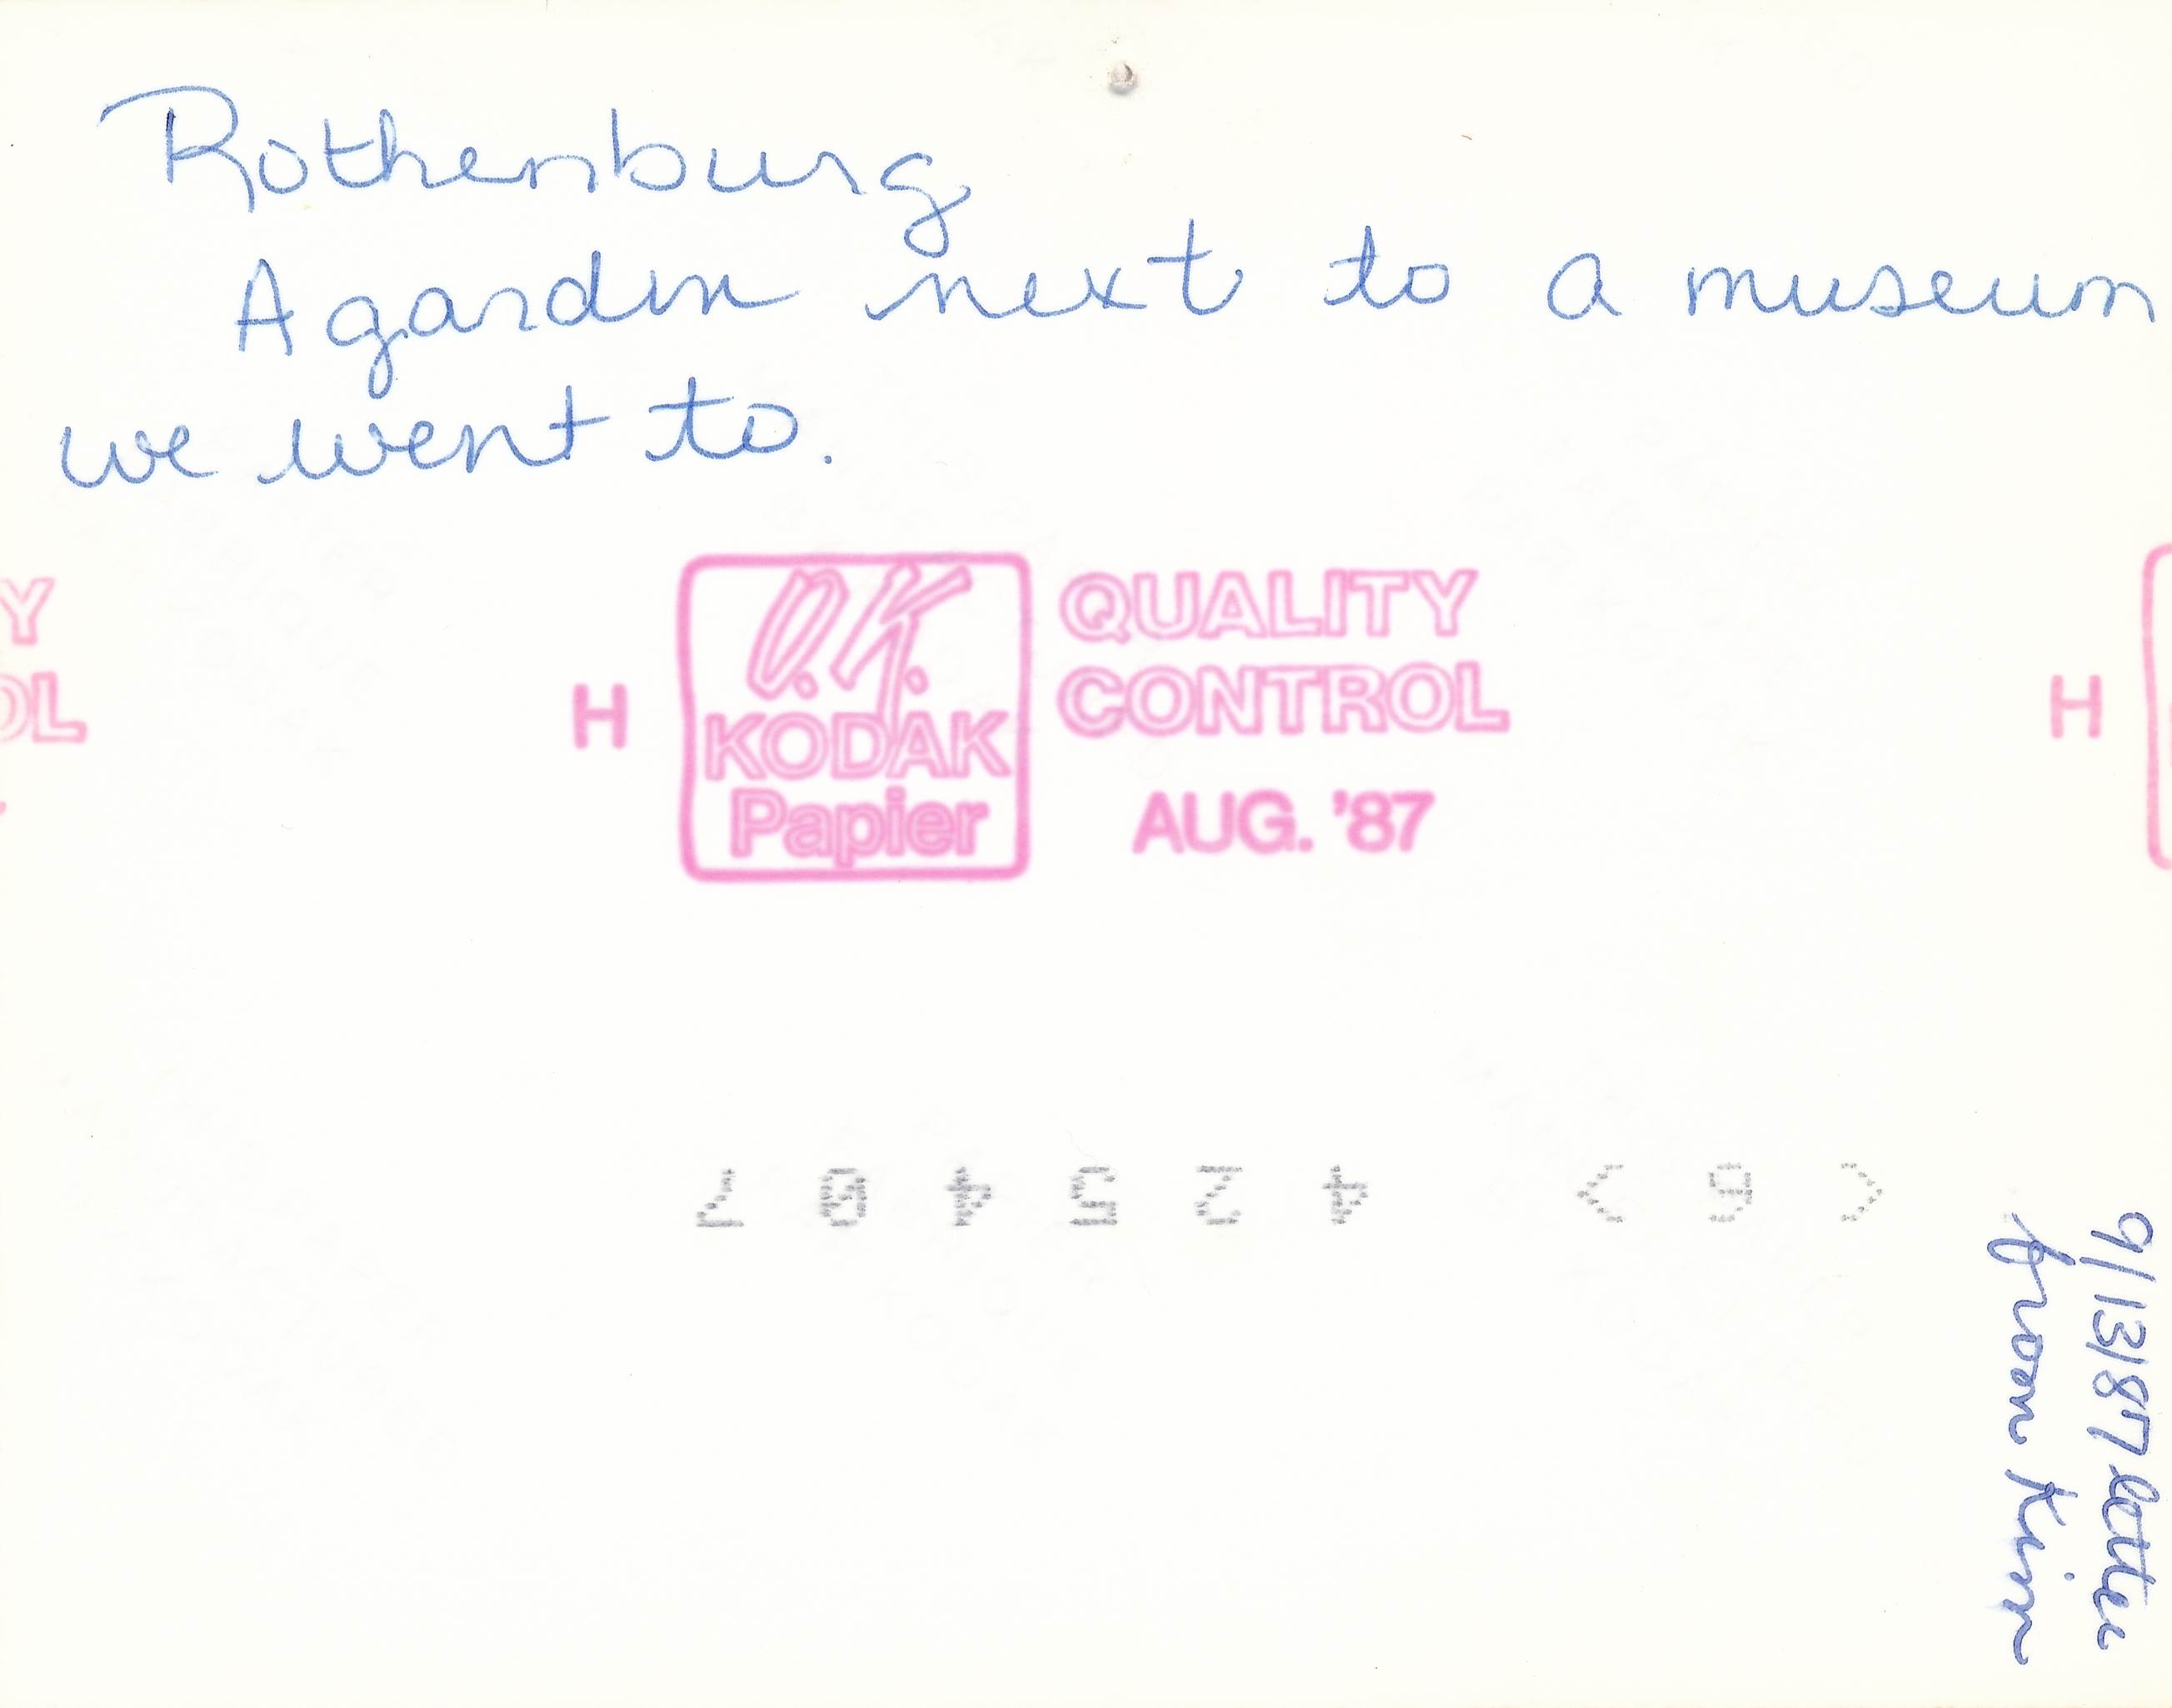 Rothenburg
A garden next to a museum
we went to.
Y
OL
H
O.K.
KODAK
Papier
QUALITY
CONTROL
AUG. '87
H
< 6 > 4 2 5 4 0 7
9/13/87 letter
from Kim